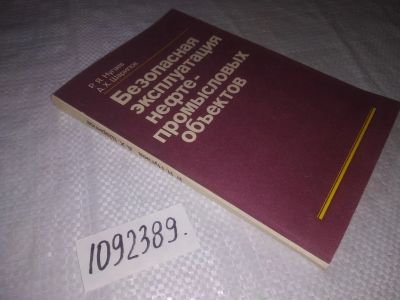 Р. Я. Нугаев
А. Х. Шарипов
Безопасная
эксплуатация
нефте-
промысловых
объектов
1092389.